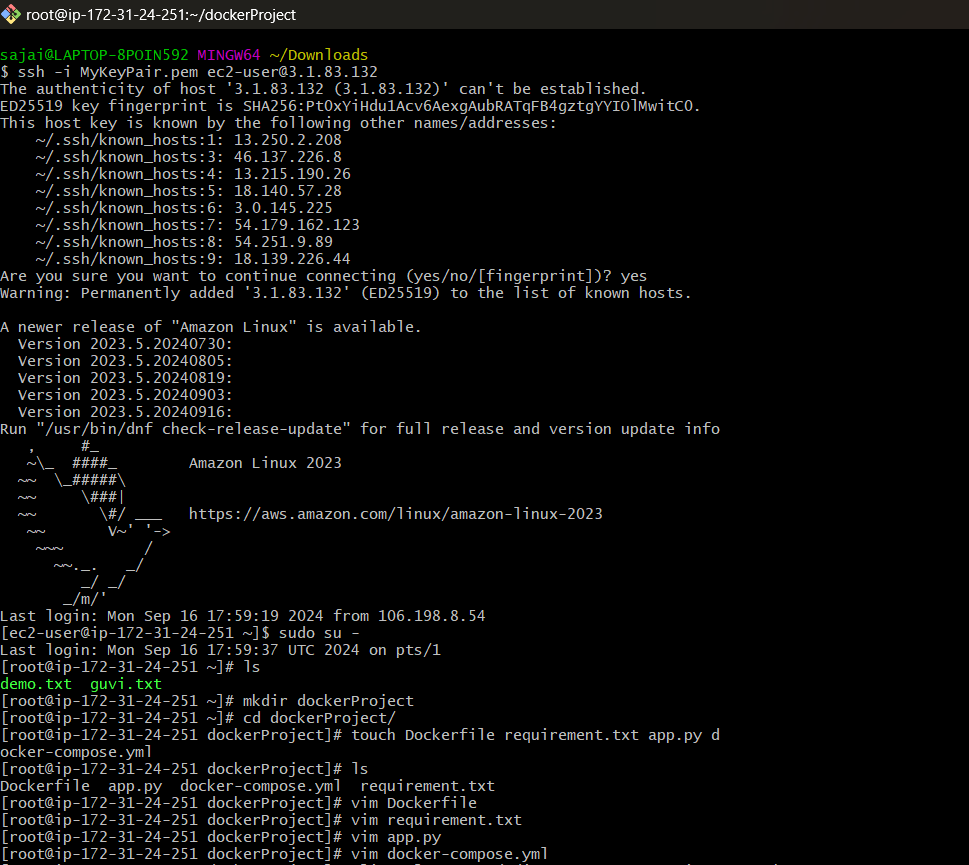 root@ip-172-31-24-251:~/dockerProject
sajai@LAPTOP-8POIN592 MINGW64 ~/Downloads
$ ssh -i MyKeyPair.pem ec2-user@3.1.83.132
The authenticity of host '3.1.83.132 (3.1.83.132)' can't be established.
ED25519 key fingerprint is SHA256:Pt0xYiHdu1Acv6AexgAubRATqFB4gztgYYIOlMwitC0.
This host key is known by the following other names/addresses:
    ~/.ssh/known_hosts:1: 13.250.2.208
    ~/.ssh/known_hosts:3: 46.137.226.8
    ~/.ssh/known_hosts:4: 13.215.190.26
    ~/.ssh/known_hosts:5: 18.140.57.28
    ~/.ssh/known_hosts:6: 3.0.145.225
    ~/.ssh/known_hosts:7: 54.179.162.123
    ~/.ssh/known_hosts:8: 54.251.9.89
    ~/.ssh/known_hosts:9: 18.139.226.44
Are you sure you want to continue connecting (yes/no/[fingerprint])? yes
Warning: Permanently added '3.1.83.132' (ED25519) to the list of known hosts.
A newer release of "Amazon Linux" is available.
  Version 2023.5.20240730:
  Version 2023.5.20240805:
  Version 2023.5.20240819:
  Version 2023.5.20240903:
  Version 2023.5.20240916:
Run "/usr/bin/dnf check-release-update" for full release and version update info
   ,     #_
   ~\_  ####_        Amazon Linux 2023
  ~~  \_#####\
  ~~     \###|
  ~~       \#/ ___   https://aws.amazon.com/linux/amazon-linux-2023
   ~~       V~' '->
    ~~~         /
      ~~._.   _/
         _/ _/
       _/m/'
Last login: Mon Sep 16 17:59:19 2024 from 106.198.8.54
[ec2-user@ip-172-31-24-251 ~]$ sudo su -
Last login: Mon Sep 16 17:59:37 UTC 2024 on pts/1
[root@ip-172-31-24-251 ~]# ls
demo.txt  guvi.txt
[root@ip-172-31-24-251 ~]# mkdir dockerProject
[root@ip-172-31-24-251 ~]# cd dockerProject/
[root@ip-172-31-24-251 dockerProject]# touch Dockerfile requirement.txt app.py d
ocker-compose.yml
[root@ip-172-31-24-251 dockerProject]# ls
Dockerfile  app.py  docker-compose.yml  requirement.txt
[root@ip-172-31-24-251 dockerProject]# vim Dockerfile
[root@ip-172-31-24-251 dockerProject]# vim requirement.txt
[root@ip-172-31-24-251 dockerProject]# vim app.py
[root@ip-172-31-24-251 dockerProject]# vim docker-compose.yml